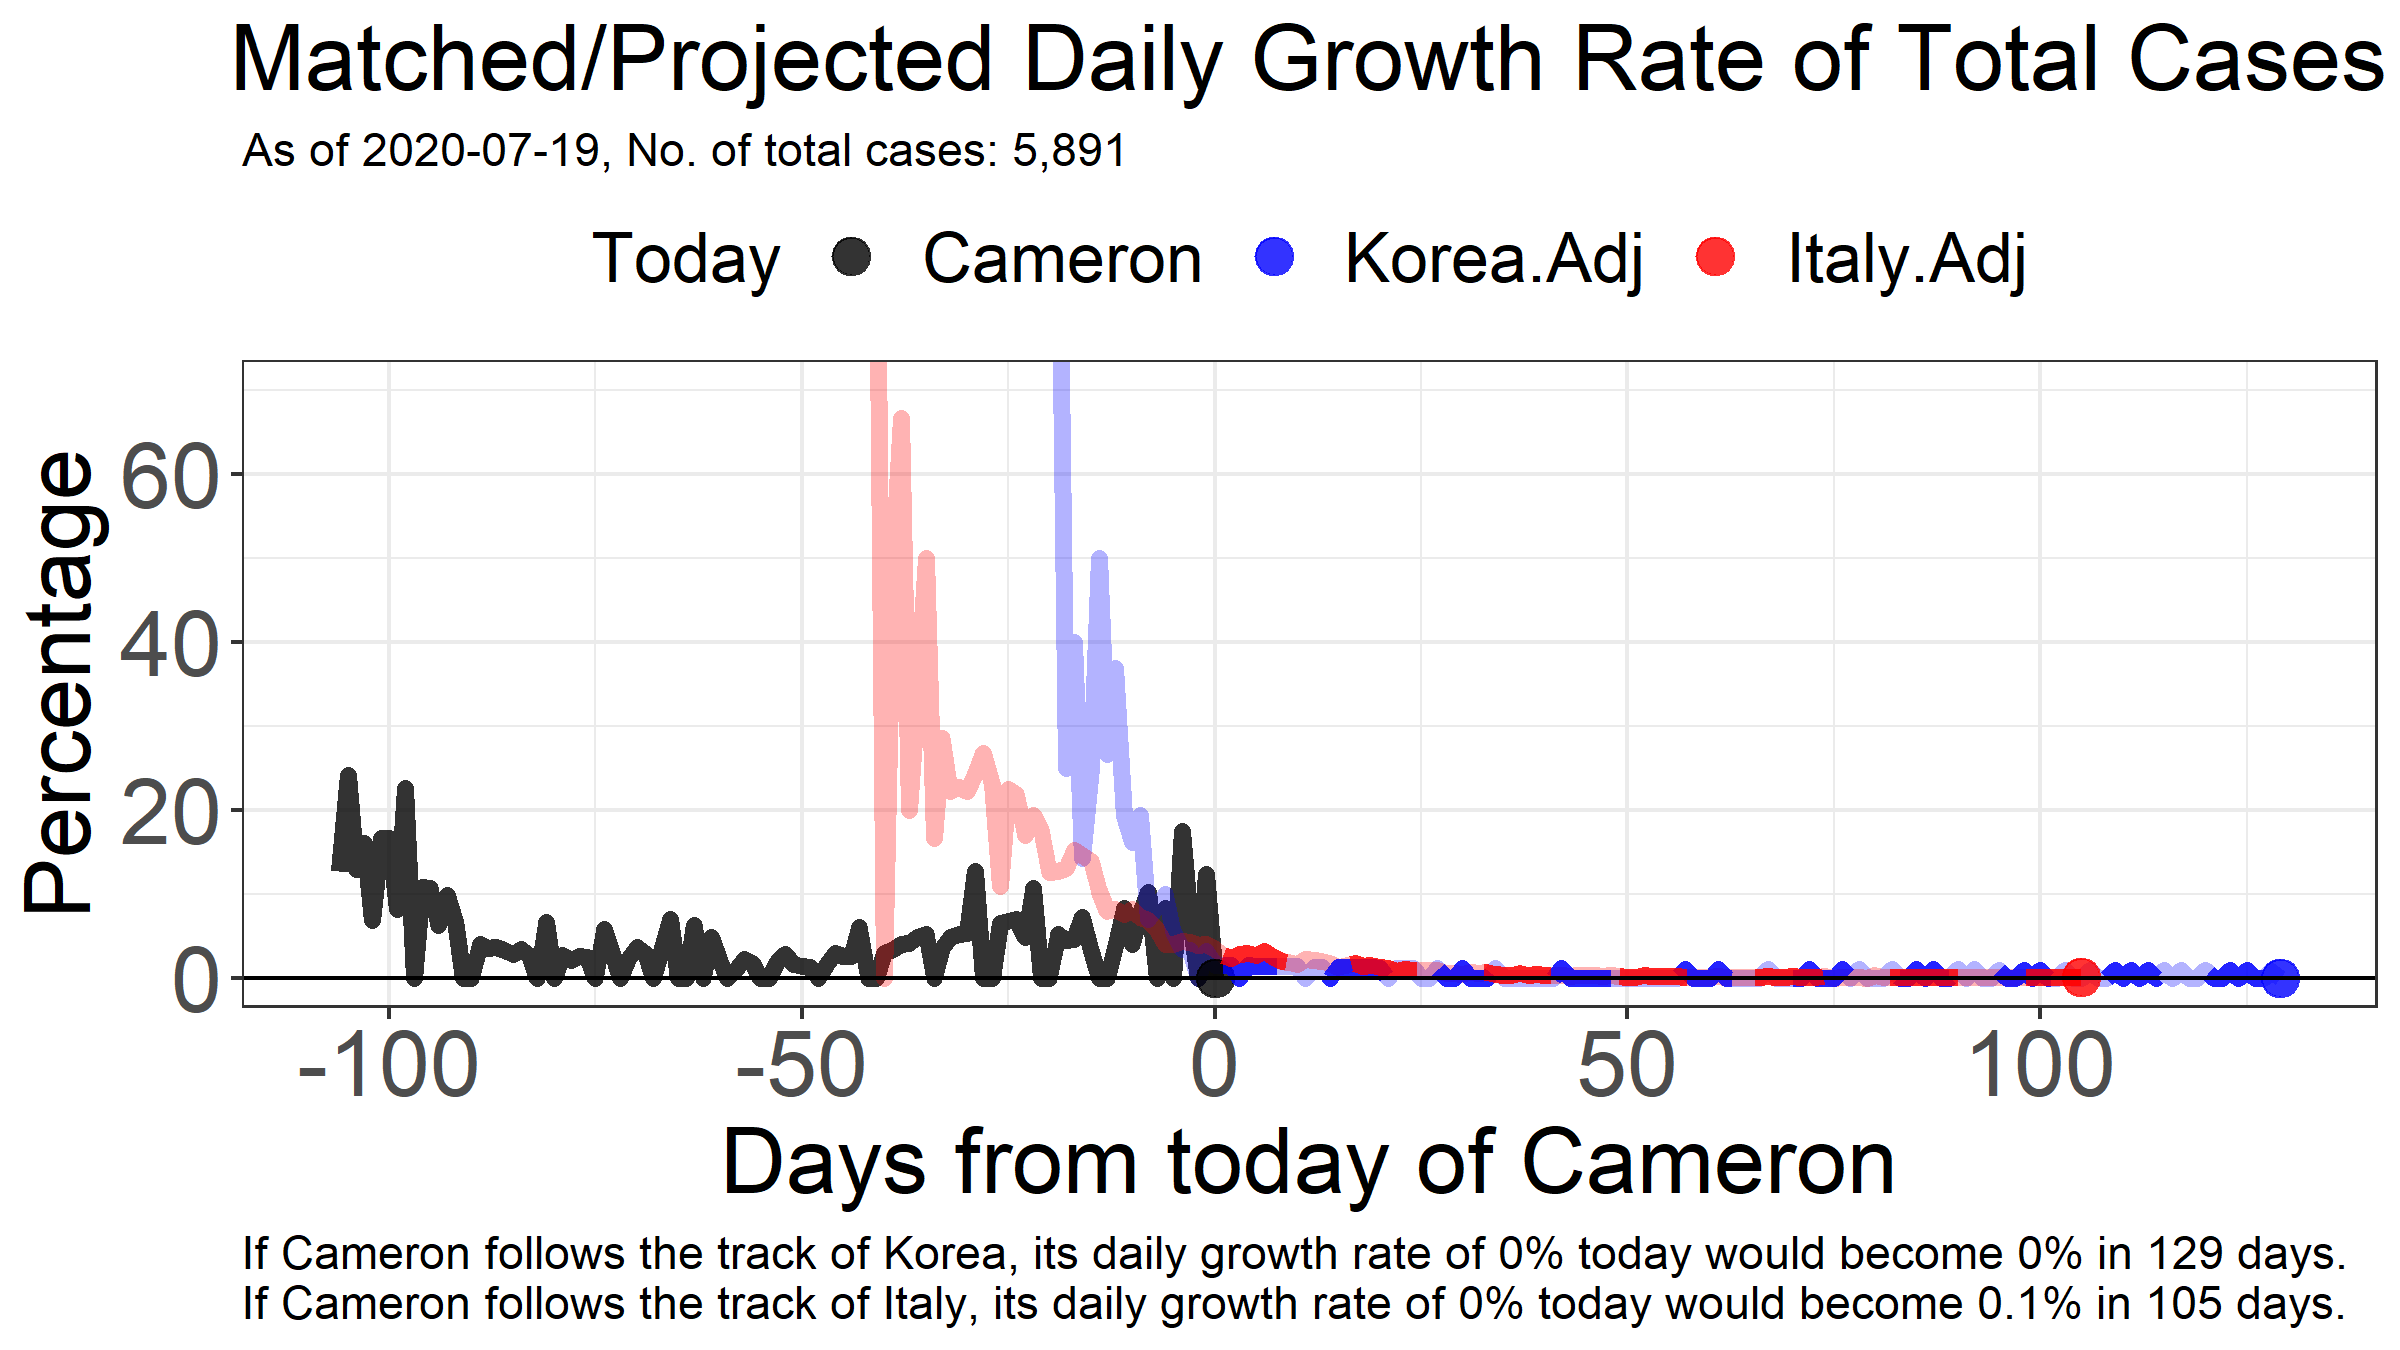 Matched/Projected Daily Growth Rate of Total Cases
As of 2020-07-19, No. of total cases: 5,891
Today Cameron Korea.Adj Italy.Adj
Percentage
60
40
20
0
-100 -50 0 50 100
Days from today of Cameron
If Cameron follows the track of Korea, its daily growth rate of 0% today would become 0% in 129 days.
If Cameron follows the track of Italy, its daily growth rate of 0% today would become 0.1% in 105 days.